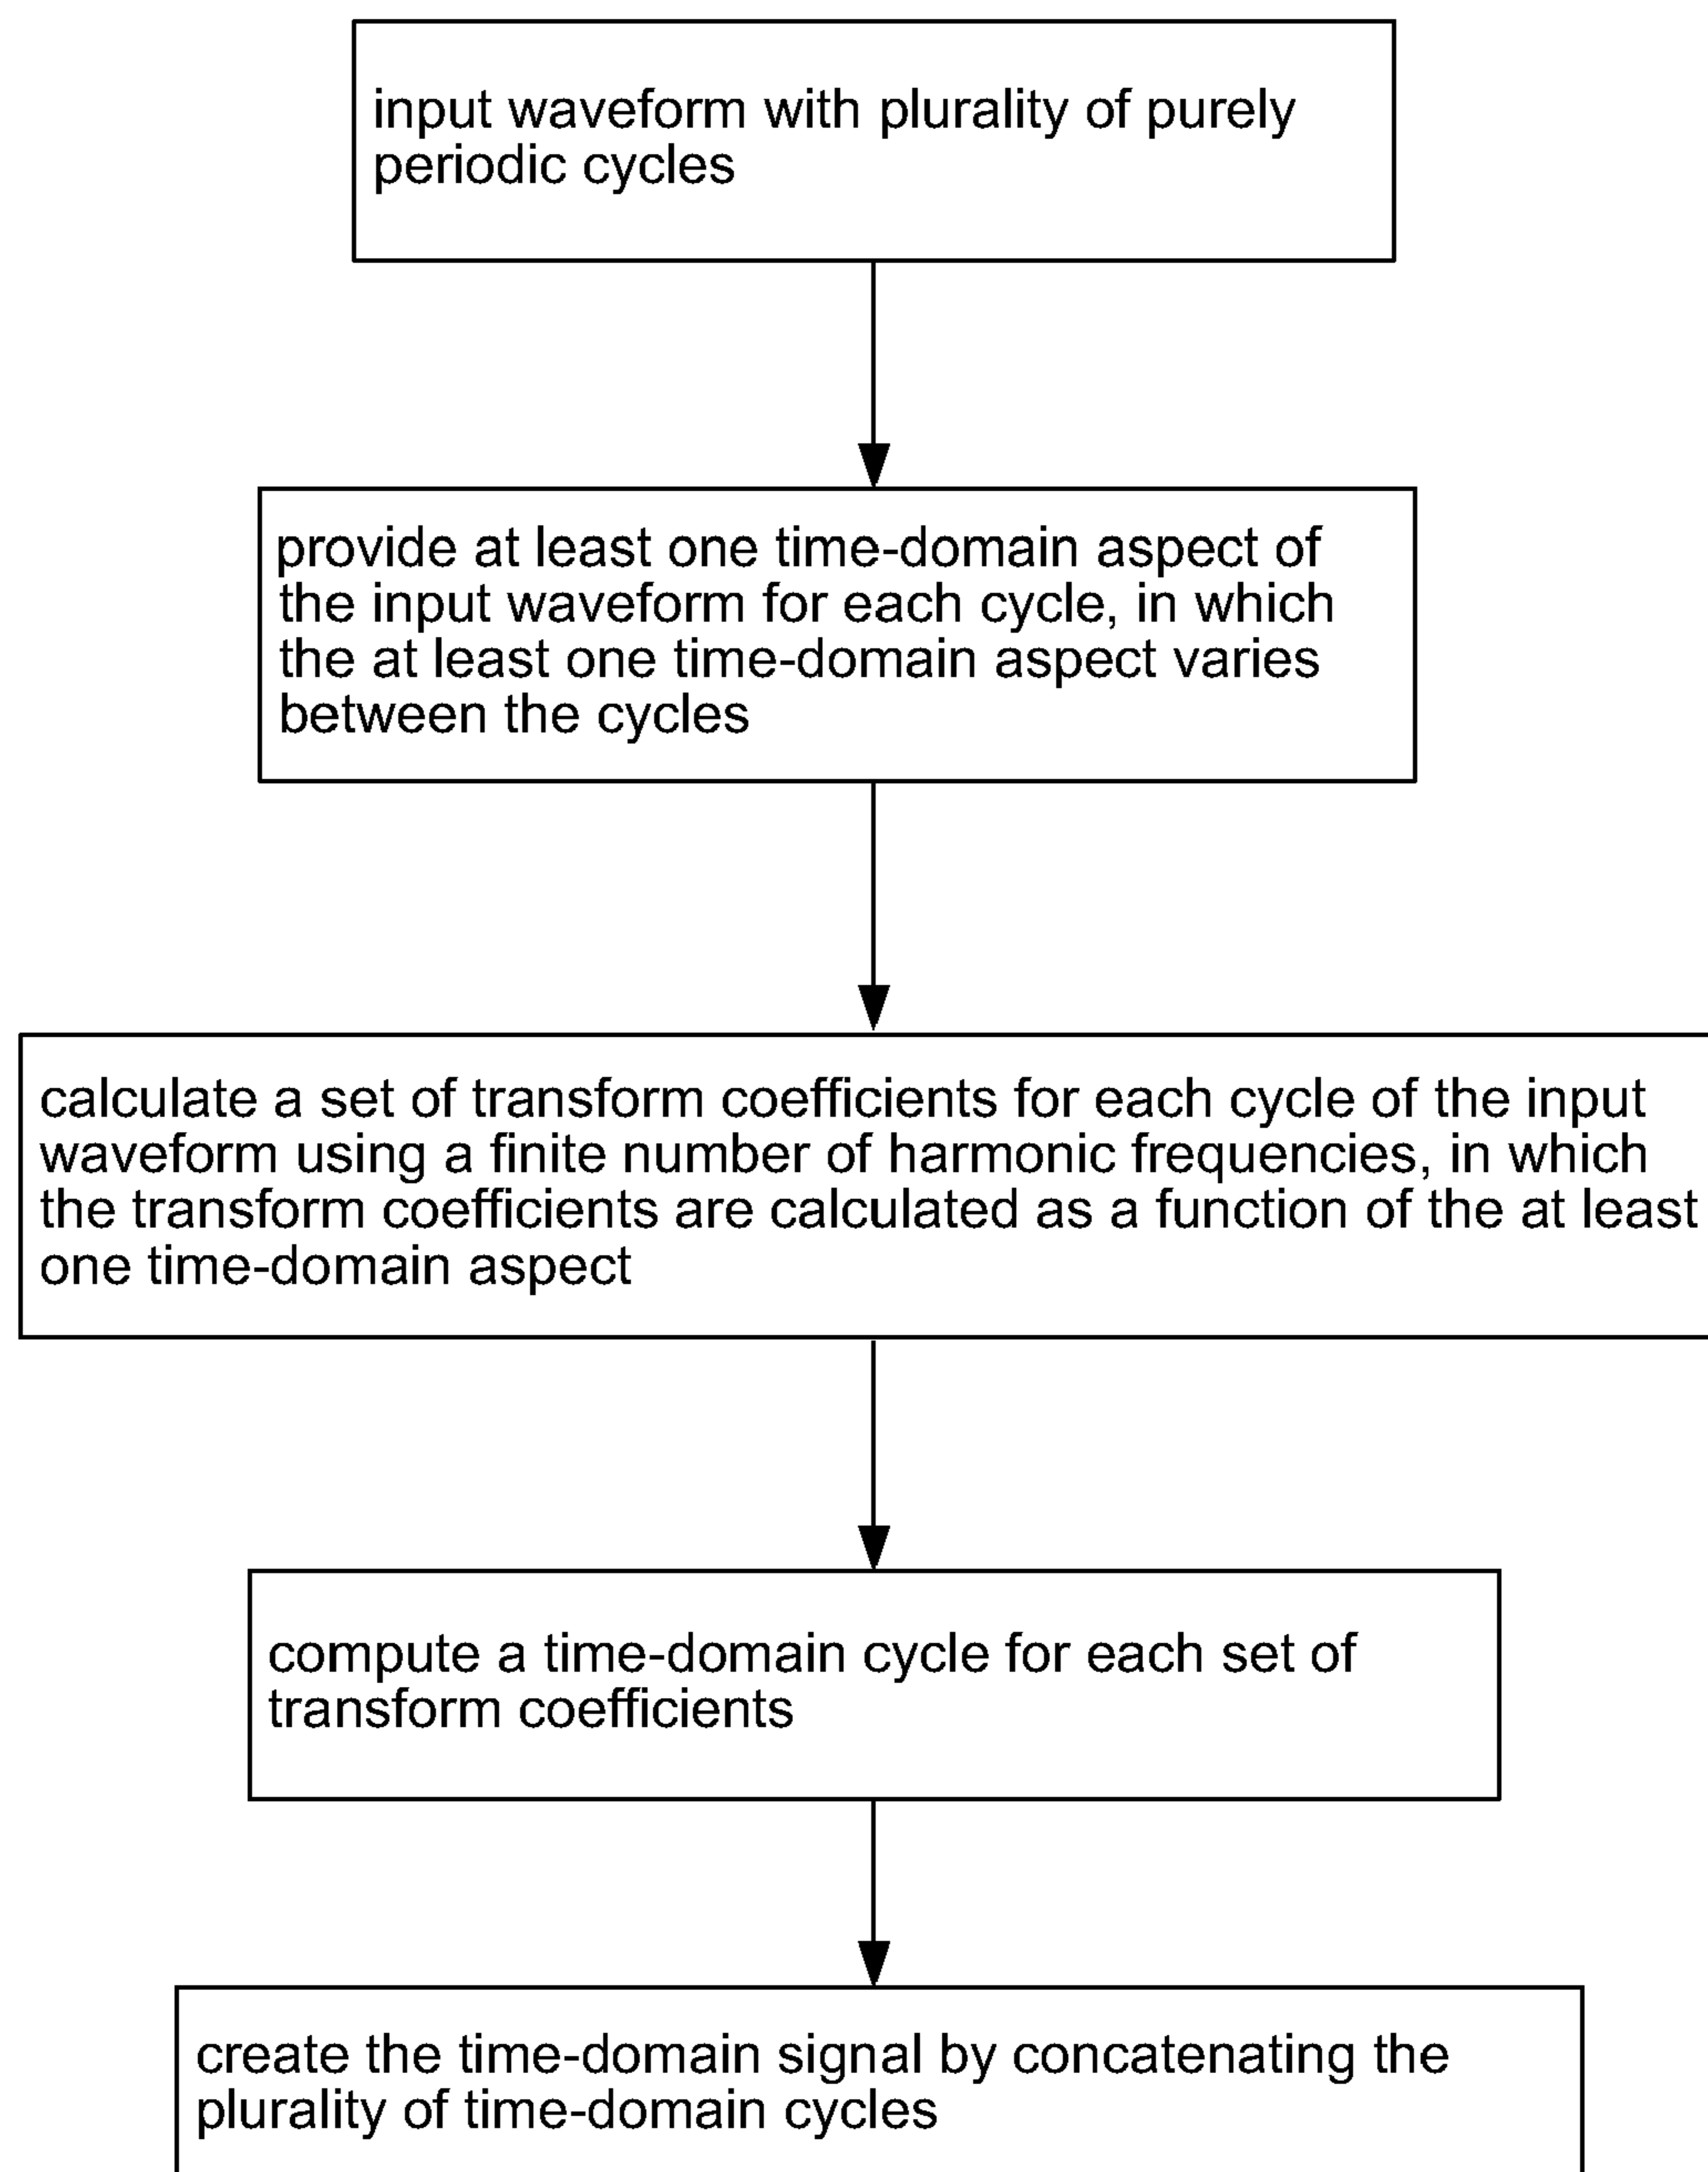 input waveform with plurality of purely
periodic cycles
provide at least one time-domain aspect of
the input waveform for each cycle, in which
the at least one time-domain aspect varies
between the cycles
calculate a set of transform coefficients for each cycle of the input
waveform using a finite number of harmonic frequencies, in which
the transform coefficients are calculated as a function of the at least
one time-domain aspect
compute a time-domain cycle for each set of
transform coefficients
create the time-domain signal by concatenating the
plurality of time-domain cycles